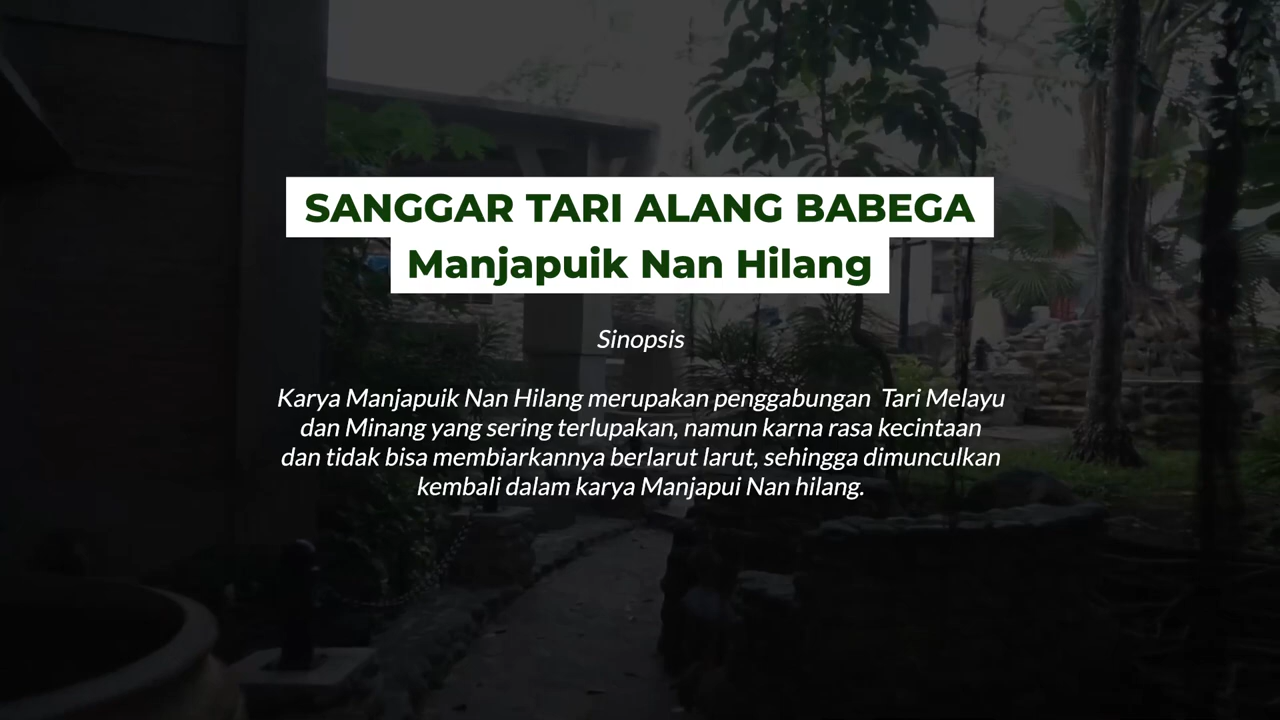 SANGGAR TARI ALANG BABEGA
Manjapuik Nan Hilang
Sinopsis
Karya Manjapuik Nan Hilang merupakan penggabungan  Tari Melayu
dan Minang yang sering terlupakan, namun karna rasa kecintaan
dan tidak bisa membiarkannya berlarut larut, sehingga dimunculkan
kembali dalam karya Manjapui Nan hilang.